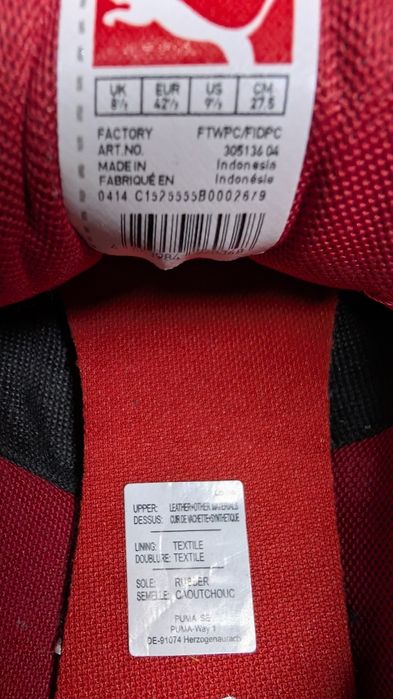 UK EUR US CM
8½ 42½ 9½ 27.5
FACTORY FTWPC/FIDPC
ART.NO. 305136 04
MADE IN Indonesia
FABRIQUÉ EN Indonésie
0414 C1525555B0002679
UPPER: LEATHER+OTHER MATERIALS
DESSUS: CUIR DE VACHETTE+SYNTHETIQUE
LINING: TEXTILE
DOUBLURE: TEXTILE
SOLE: RUBBER
SEMELLE: CAOUTCHOUC
PUMA SE
PUMA-Way 1
DE-91074 Herzogenaurach